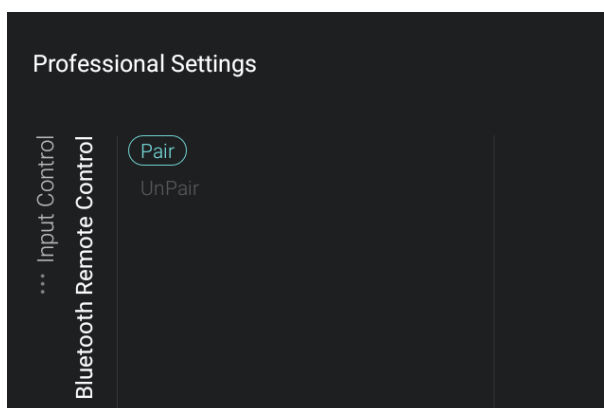 Professional Settings
··· Input Control
Bluetooth Remote Control
Pair
UnPair